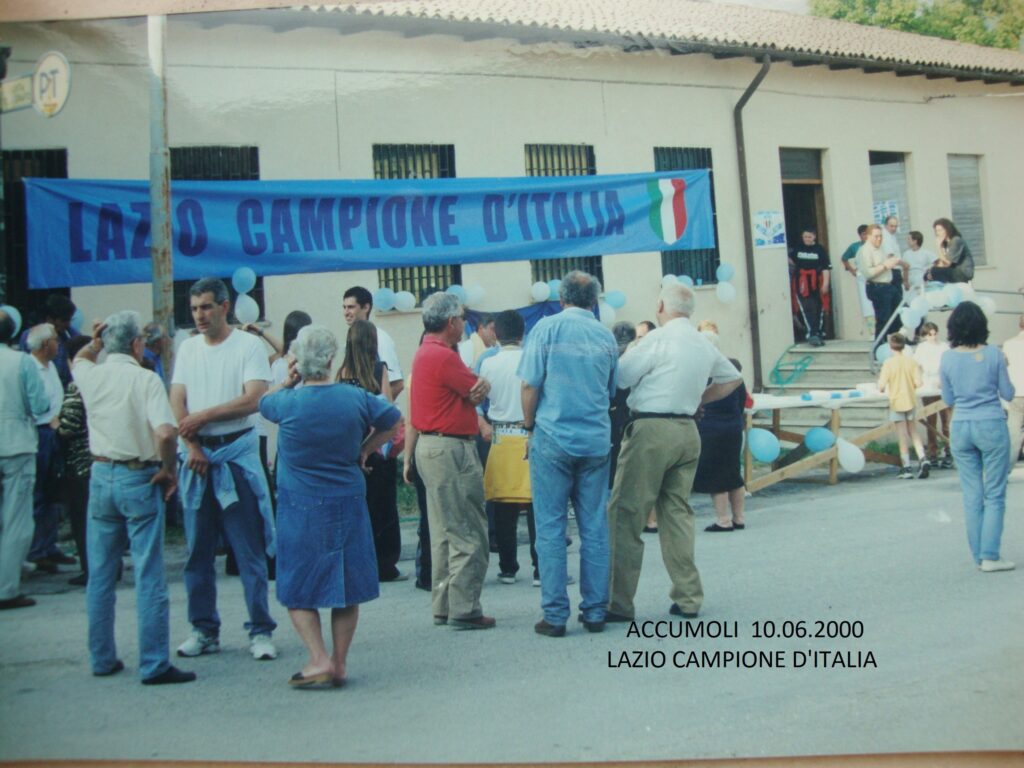 PT
LAZIO CAMPIONE D'ITALIA
ACCUMOLI 10.06.2000
LAZIO CAMPIONE D'ITALIA